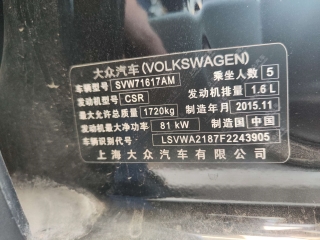 大众汽车(VOLKSWAGEN)
车辆型号 SVW71617AM 乘坐人数 5
发动机型号 CSR 发动机排量 1.6 L
最大允许总质量 1720kg 制造年月 2015.11
发动机最大净功率 81 kW 制造国 中国
车辆识别代号 LSVWA2187F2243905
上海大众汽车有限公司